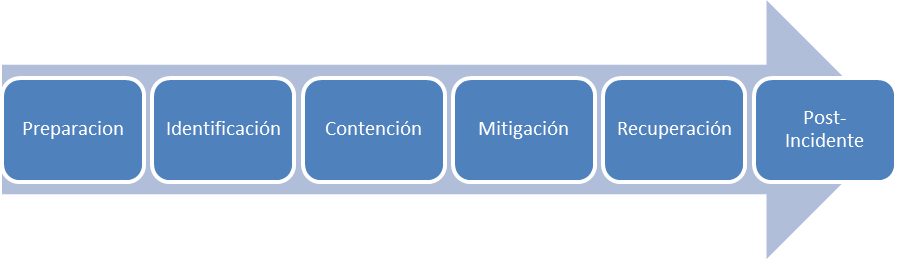 Preparacion
Identificación
Contención
Mitigación
Recuperación
Post-
Incidente